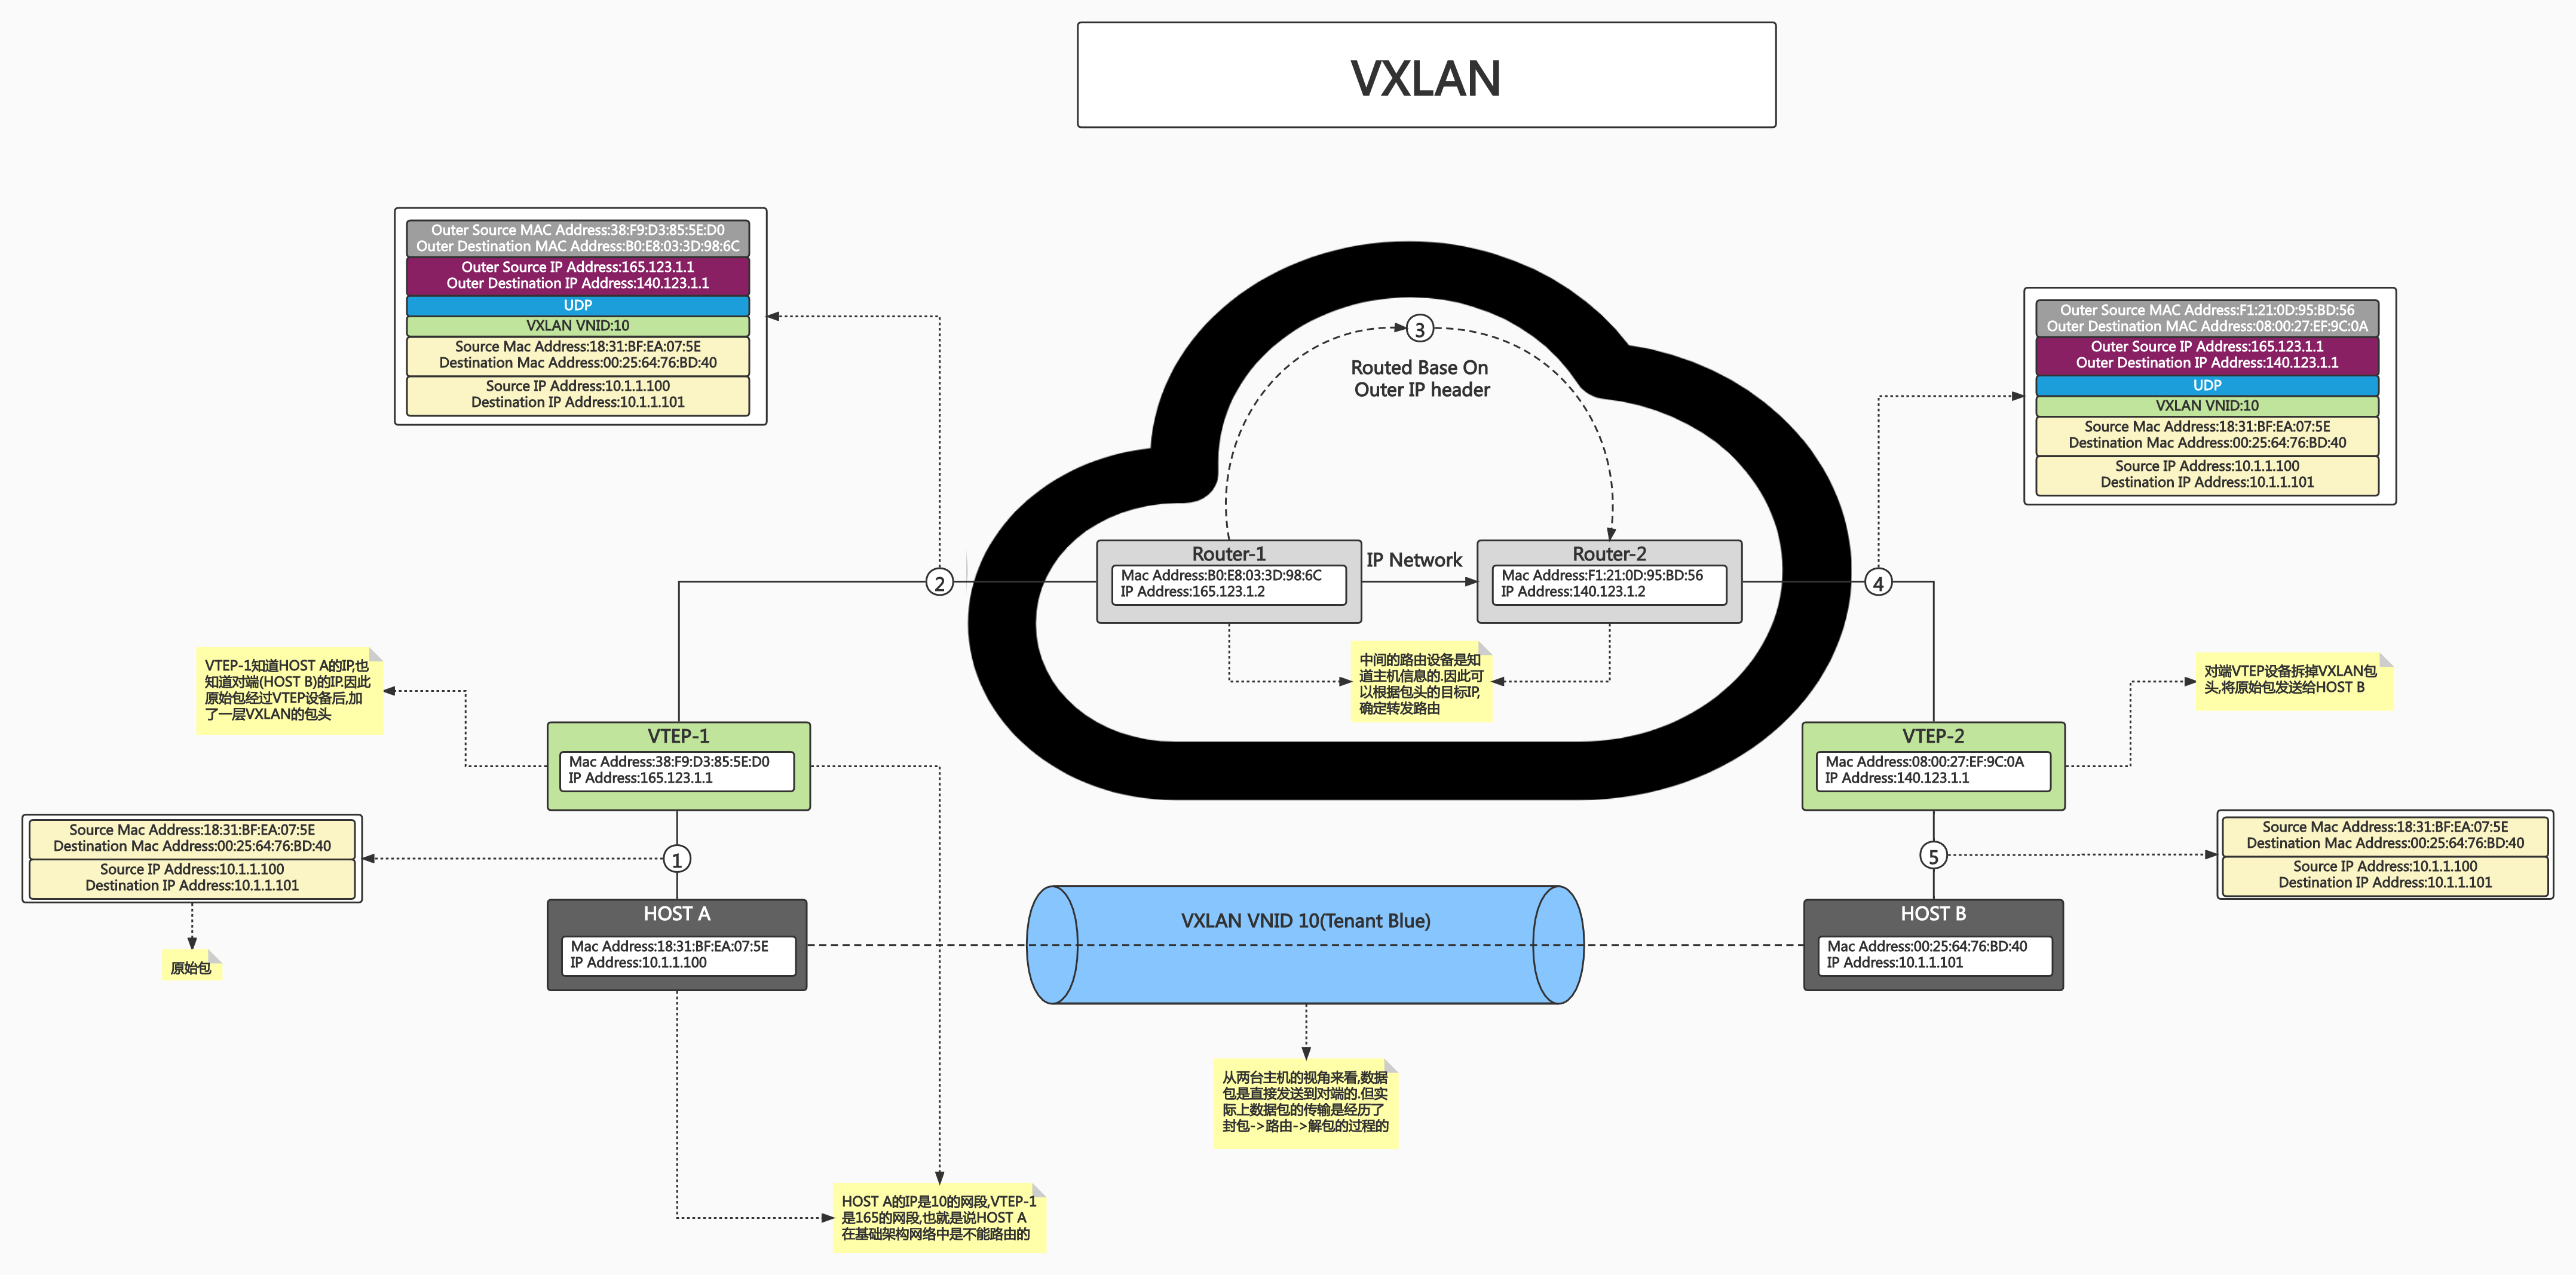 VXLAN
Outer Source MAC Address:38:F9:D3:85:5E:D0
Outer Destination MAC Address:B0:E8:03:3D:98:6C
Outer Source IP Address:165.123.1.1
Outer Destination IP Address:140.123.1.1
UDP
VXLAN VNID:10
Source Mac Address:18:31:BF:EA:07:5E
Destination Mac Address:00:25:64:76:BD:40
Source IP Address:10.1.1.100
Destination IP Address:10.1.1.101
Outer Source MAC Address:F1:21:0D:95:BD:56
Outer Destination MAC Address:08:00:27:EF:9C:0A
Outer Source IP Address:165.123.1.1
Outer Destination IP Address:140.123.1.1
UDP
VXLAN VNID:10
Source Mac Address:18:31:BF:EA:07:5E
Destination Mac Address:00:25:64:76:BD:40
Source IP Address:10.1.1.100
Destination IP Address:10.1.1.101
3
Routed Base On
Outer IP header
2
Router-1
Mac Address:B0:E8:03:3D:98:6C
IP Address:165.123.1.2
IP Network
Router-2
Mac Address:F1:21:0D:95:BD:56
IP Address:140.123.1.2
4
VTEP-1知道HOST A的IP,也
知道对端(HOST B)的IP.因此
原始包经过VTEP设备后,加
了一层VXLAN的包头
中间的路由设备是知
道主机信息的.因此可
以根据包头的目标IP,
确定转发路由
对端VTEP设备拆掉VXLAN包
头,将原始包发送给HOST B
VTEP-1
Mac Address:38:F9:D3:85:5E:D0
IP Address:165.123.1.1
VTEP-2
Mac Address:08:00:27:EF:9C:0A
IP Address:140.123.1.1
Source Mac Address:18:31:BF:EA:07:5E
Destination Mac Address:00:25:64:76:BD:40
Source IP Address:10.1.1.100
Destination IP Address:10.1.1.101
1
5
Source Mac Address:18:31:BF:EA:07:5E
Destination Mac Address:00:25:64:76:BD:40
Source IP Address:10.1.1.100
Destination IP Address:10.1.1.101
原始包
HOST A
Mac Address:18:31:BF:EA:07:5E
IP Address:10.1.1.100
VXLAN VNID 10(Tenant Blue)
HOST B
Mac Address:00:25:64:76:BD:40
IP Address:10.1.1.101
从两台主机的视角来看,数据
包是直接发送到对端的.但实
际上数据包的传输是经历了
封包->路由->解包的过程的
HOST A的IP是10的网段,VTEP-1
是165的网段,也就是说HOST A
在基础架构网络中是不能路由的